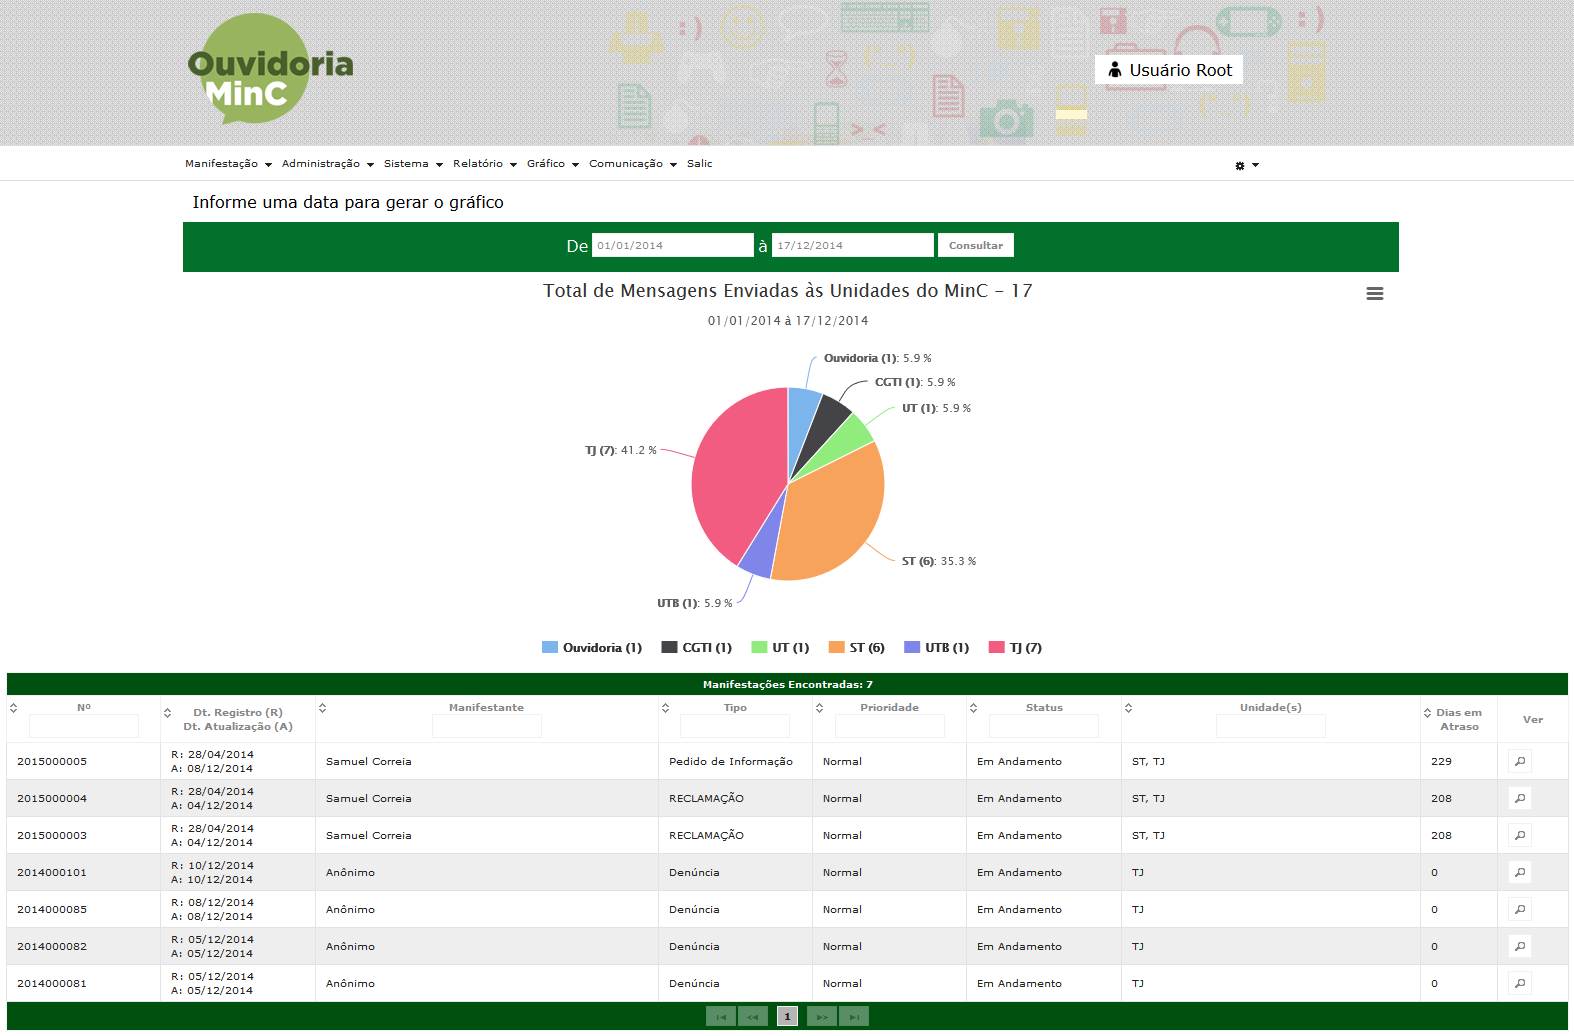 Ouvidoria
MinC
Usuário Root
Manifestação Administração Sistema Relatório Gráfico Comunicação Salic
Informe uma data para gerar o gráfico
De 01/01/2014 à 17/12/2014 Consultar
Total de Mensagens Enviadas às Unidades do MinC - 17
01/01/2014 à 17/12/2014
Ouvidoria (1): 5.9 %
CGTI (1): 5.9 %
UT (1): 5.9 %
TJ (7): 41.2 %
ST (6): 35.3 %
UTB (1): 5.9 %
Ouvidoria (1) CGTI (1) UT (1) ST (6) UTB (1) TJ (7)
Manifestações Encontradas: 7
Nº Dt. Registro (R) Dt. Atualização (A) Manifestante Tipo Prioridade Status Unidade(s) Dias em Atraso Ver
2015000005 R: 28/04/2014 A: 08/12/2014 Samuel Correia Pedido de Informação Normal Em Andamento ST, TJ 229
2015000004 R: 28/04/2014 A: 04/12/2014 Samuel Correia RECLAMAÇÃO Normal Em Andamento ST, TJ 208
2015000003 R: 28/04/2014 A: 04/12/2014 Samuel Correia RECLAMAÇÃO Normal Em Andamento ST, TJ 208
2014000101 R: 10/12/2014 A: 10/12/2014 Anônimo Denúncia Normal Em Andamento TJ 0
2014000085 R: 08/12/2014 A: 08/12/2014 Anônimo Denúncia Normal Em Andamento TJ 0
2014000082 R: 05/12/2014 A: 05/12/2014 Anônimo Denúncia Normal Em Andamento TJ 0
2014000081 R: 05/12/2014 A: 05/12/2014 Anônimo Denúncia Normal Em Andamento TJ 0
1